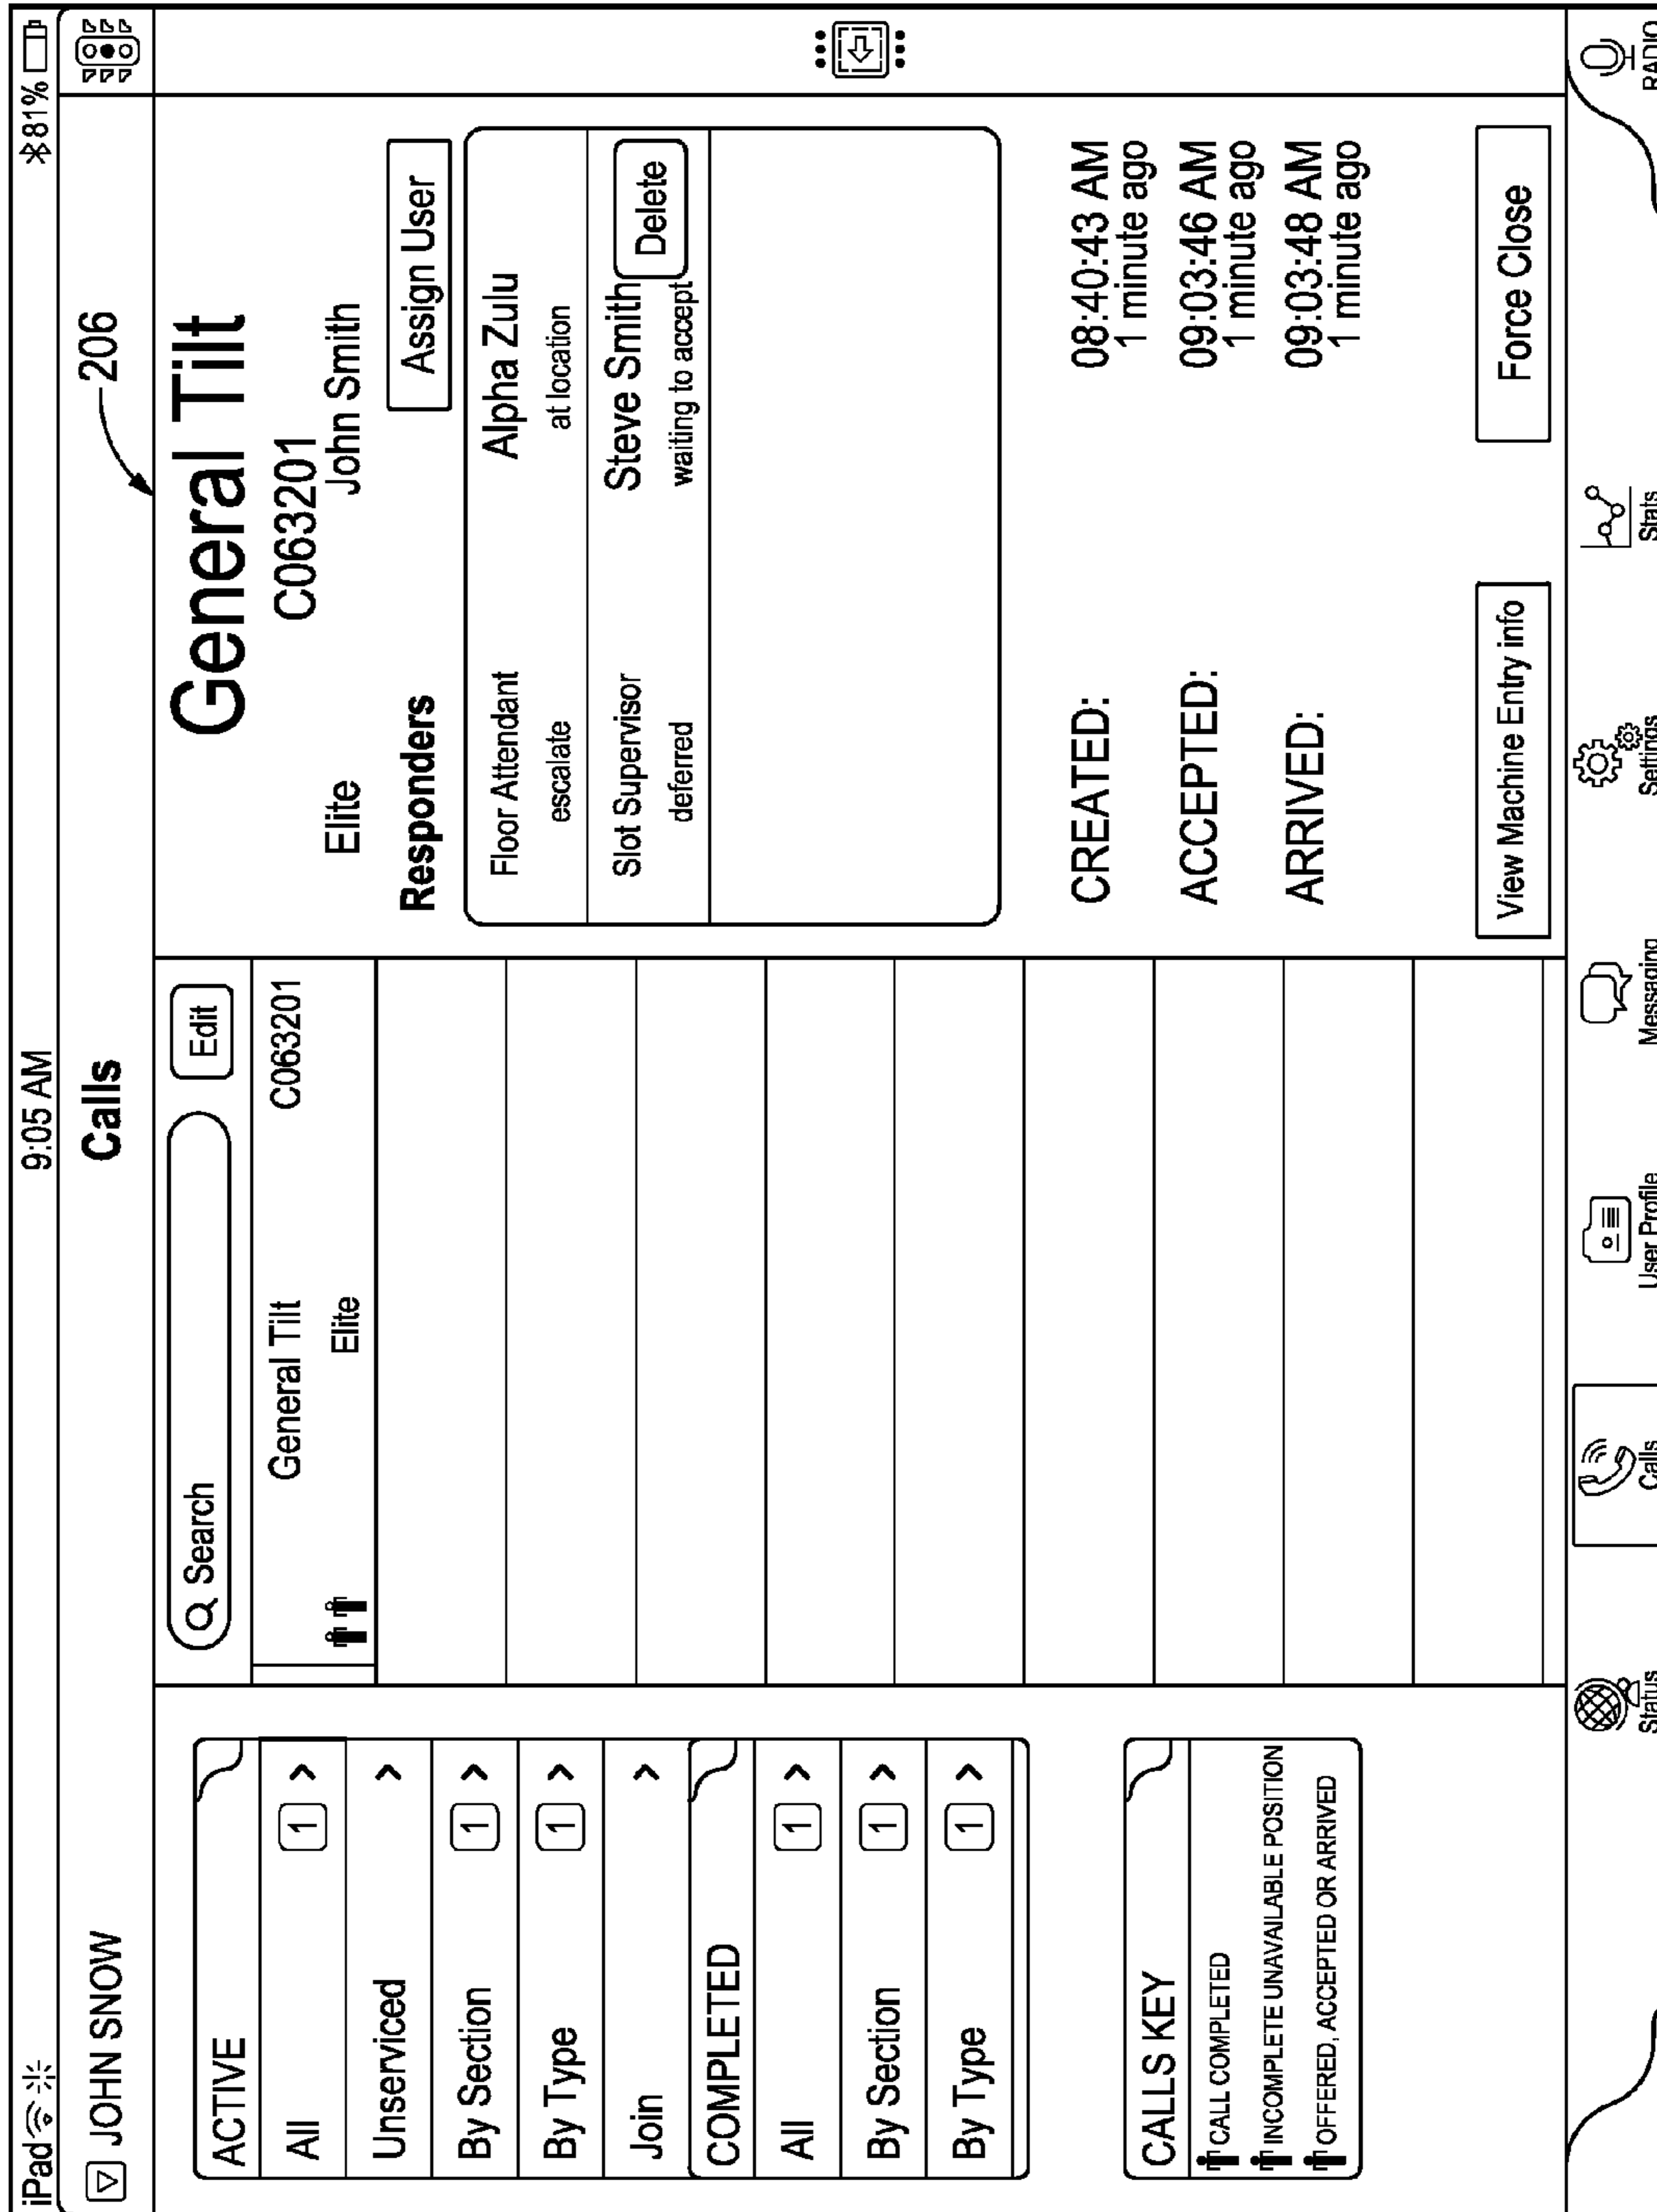 iPad 9:05 AM 81%
JOHN SNOW Calls 206
ACTIVE
All 1 >
Unserviced >
By Section 1 >
By Type 1 >
Join >
COMPLETED
All 1 >
By Section 1 >
By Type 1 >
CALLS KEY
CALL COMPLETED
INCOMPLETE UNAVAILABLE POSITION
OFFERED, ACCEPTED OR ARRIVED
Search Edit
General Tilt C063201
Elite
General Tilt
C063201
Elite John Smith
Responders Assign User
Floor Attendant Alpha Zulu
escalate at location
Slot Supervisor Steve Smith Delete
deferred waiting to accept
CREATED: 08:40:43 AM
1 minute ago
ACCEPTED: 09:03:46 AM
1 minute ago
ARRIVED: 09:03:48 AM
1 minute ago
View Machine Entry info Force Close
Status Calls User Profile Messaging Settings Stats RADIO